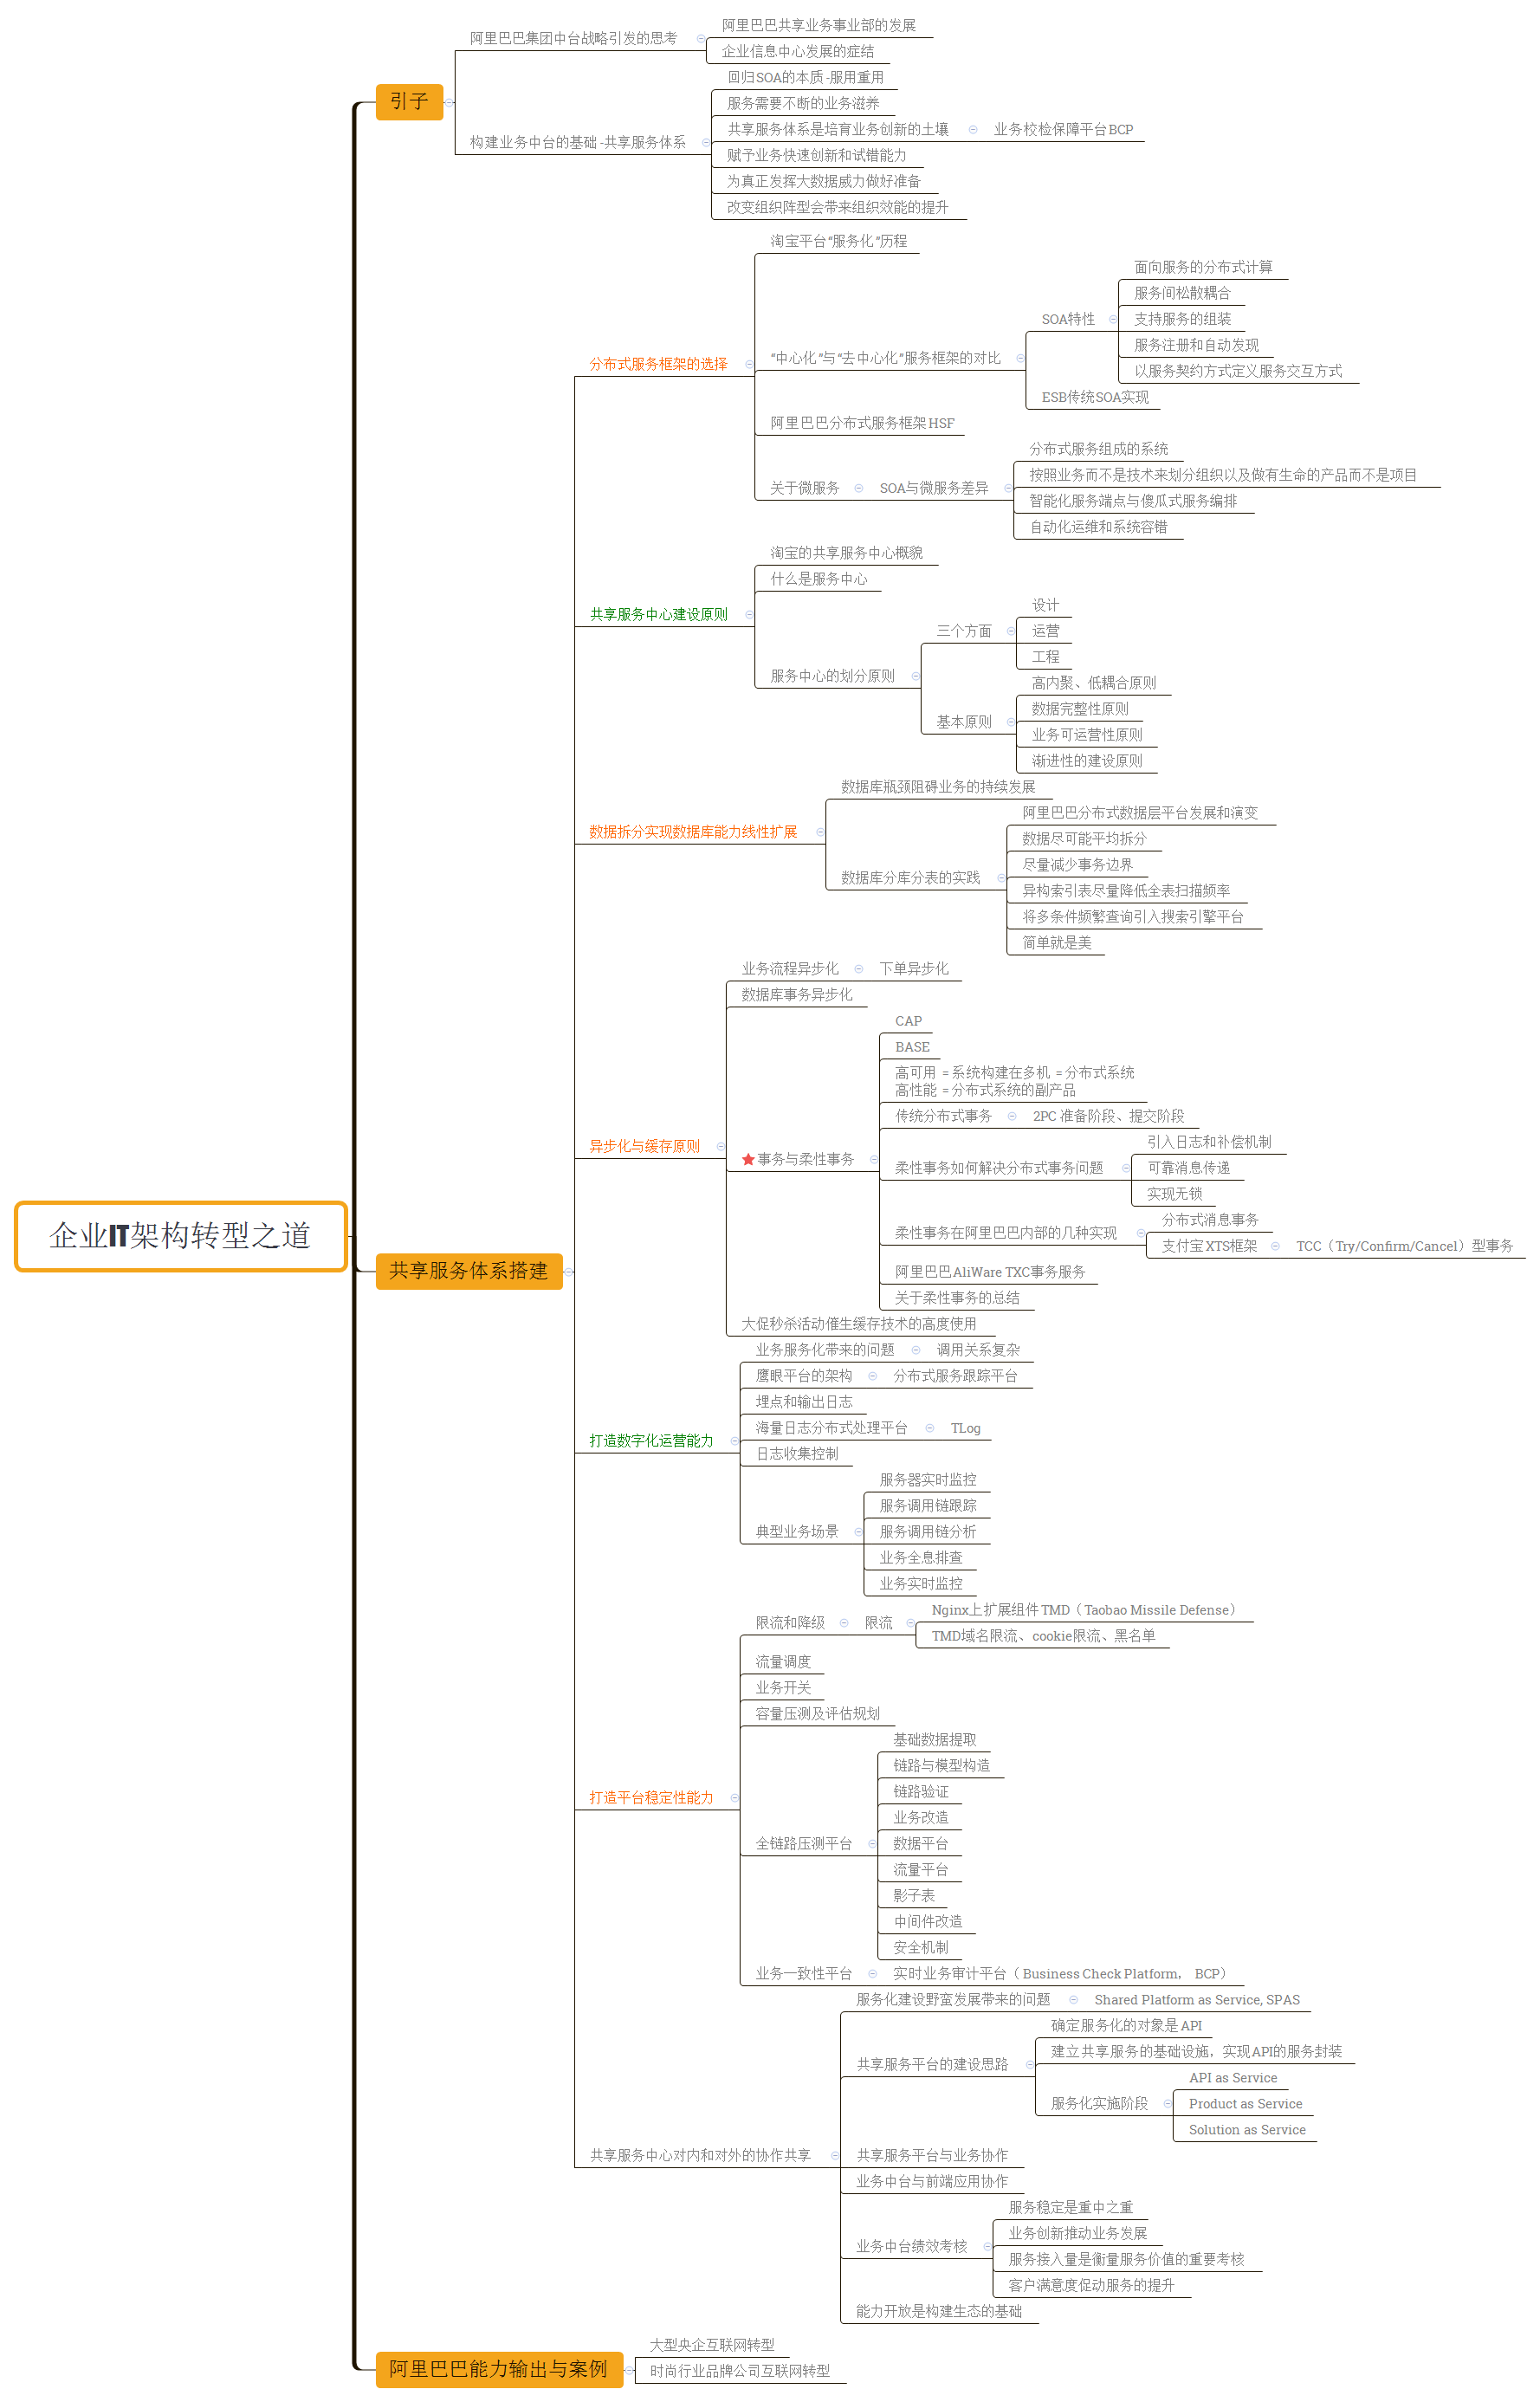 企业IT架构转型之道
引子
阿里巴巴集团中台战略引发的思考
阿里巴巴共享业务事业部的发展
企业信息中心发展的症结
构建业务中台的基础-共享服务体系
回归SOA的本质-服用重用
服务需要不断的业务滋养
共享服务体系是培育业务创新的土壤
业务校检保障平台BCP
赋予业务快速创新和试错能力
为真正发挥大数据威力做好准备
改变组织阵型会带来组织效能的提升
共享服务体系搭建
分布式服务框架的选择
淘宝平台“服务化”历程
“中心化”与“去中心化”服务框架的对比
SOA特性
面向服务的分布式计算
服务间松散耦合
支持服务的组装
服务注册和自动发现
以服务契约方式定义服务交互方式
ESB传统SOA实现
阿里巴巴分布式服务框架HSF
关于微服务
SOA与微服务差异
分布式服务组成的系统
按照业务而不是技术来划分组织以及做有生命的产品而不是项目
智能化服务端点与傻瓜式服务编排
自动化运维和系统容错
共享服务中心建设原则
淘宝的共享服务中心概貌
什么是服务中心
服务中心的划分原则
三个方面
设计
运营
工程
基本原则
高内聚、低耦合原则
数据完整性原则
业务可运营性原则
渐进性的建设原则
数据拆分实现数据库能力线性扩展
数据库瓶颈阻碍业务的持续发展
数据库分库分表的实践
阿里巴巴分布式数据层平台发展和演变
数据尽可能平均拆分
尽量减少事务边界
异构索引表尽量降低全表扫描频率
将多条件频繁查询引入搜索引擎平台
简单就是美
异步化与缓存原则
业务流程异步化
下单异步化
数据库事务异步化
事务与柔性事务
CAP
BASE
高可用 = 系统构建在多机 = 分布式系统
高性能 = 分布式系统的副产品
传统分布式事务
2PC 准备阶段、提交阶段
柔性事务如何解决分布式事务问题
引入日志和补偿机制
可靠消息传递
实现无锁
柔性事务在阿里巴巴内部的几种实现
分布式消息事务
支付宝XTS框架
TCC（Try/Confirm/Cancel）型事务
阿里巴巴AliWare TXC事务服务
关于柔性事务的总结
大促秒杀活动催生缓存技术的高度使用
打造数字化运营能力
业务服务化带来的问题
调用关系复杂
鹰眼平台的架构
分布式服务跟踪平台
埋点和输出日志
海量日志分布式处理平台
TLog
日志收集控制
典型业务场景
服务器实时监控
服务调用链跟踪
服务调用链分析
业务全息排查
业务实时监控
打造平台稳定性能力
限流和降级
限流
Nginx上扩展组件TMD（Taobao Missile Defense）
TMD域名限流、cookie限流、黑名单
流量调度
业务开关
容量压测及评估规划
全链路压测平台
基础数据提取
链路与模型构造
链路验证
业务改造
数据平台
流量平台
影子表
中间件改造
安全机制
业务一致性平台
实时业务审计平台（Business Check Platform， BCP）
共享服务中心对内和对外的协作共享
服务化建设野蛮发展带来的问题
Shared Platform as Service, SPAS
共享服务平台的建设思路
确定服务化的对象是API
建立共享服务的基础设施，实现API的服务封装
服务化实施阶段
API as Service
Product as Service
Solution as Service
共享服务平台与业务协作
业务中台与前端应用协作
业务中台绩效考核
服务稳定是重中之重
业务创新推动业务发展
服务接入量是衡量服务价值的重要考核
客户满意度促动服务的提升
能力开放是构建生态的基础
阿里巴巴能力输出与案例
大型央企互联网转型
时尚行业品牌公司互联网转型